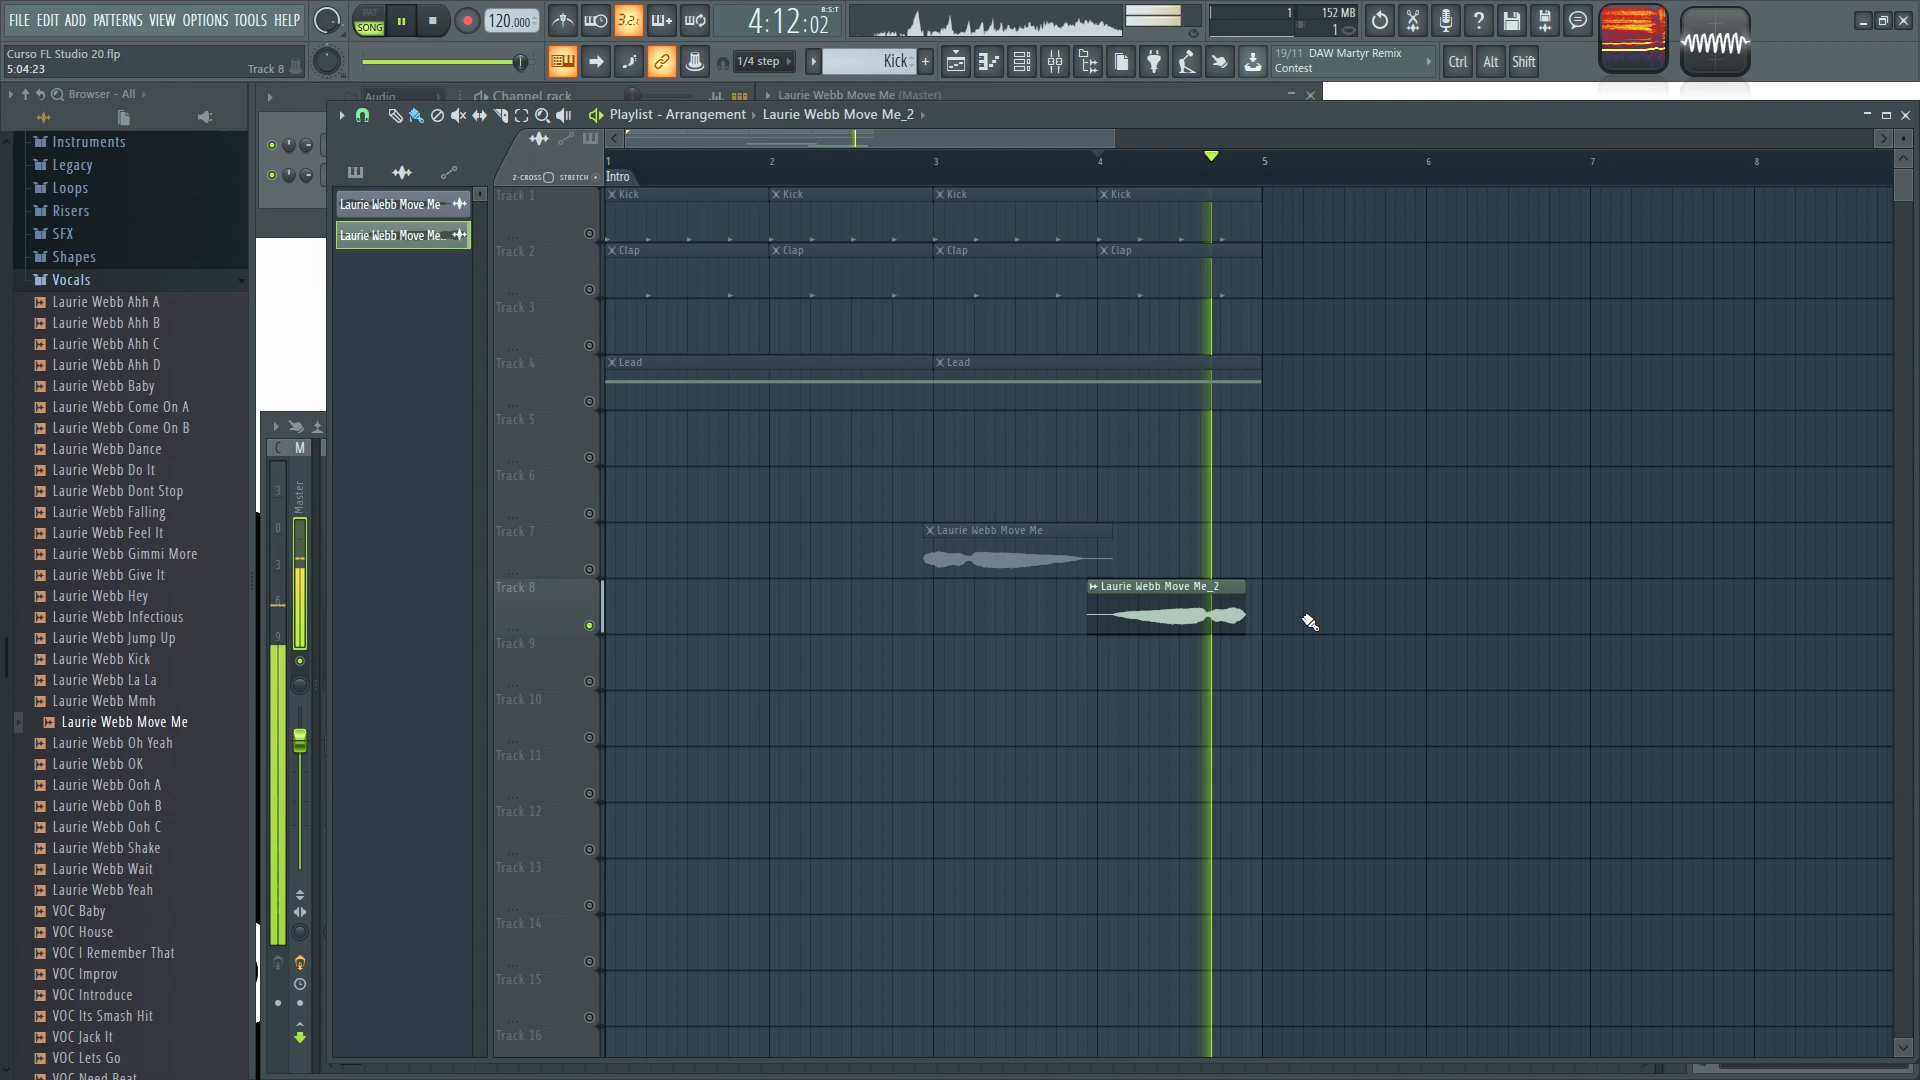 FILE EDIT ADD PATTERNS VIEW OPTIONS TOOLS HELP
PAT
SONG
120.000
3.2.
4:12:02
B:S:T
1
152 MB
1
Curso FL Studio 20.flp
5:04:23
Track 8
1/4 step
Kick
19/11 DAW Martyr Remix
Contest
Ctrl
Alt
Shift
Browser - All
Audio
Channel rack
Laurie Webb Move Me (Master)
Playlist - Arrangement
Laurie Webb Move Me_2
Instruments
Legacy
Loops
Risers
SFX
Shapes
Vocals
Laurie Webb Ahh A
Laurie Webb Ahh B
Laurie Webb Ahh C
Laurie Webb Ahh D
Laurie Webb Baby
Laurie Webb Come On A
Laurie Webb Come On B
Laurie Webb Dance
Laurie Webb Do It
Laurie Webb Dont Stop
Laurie Webb Falling
Laurie Webb Feel It
Laurie Webb Gimmi More
Laurie Webb Give It
Laurie Webb Hey
Laurie Webb Infectious
Laurie Webb Jump Up
Laurie Webb Kick
Laurie Webb La La
Laurie Webb Mmh
Laurie Webb Move Me
Laurie Webb Oh Yeah
Laurie Webb OK
Laurie Webb Ooh A
Laurie Webb Ooh B
Laurie Webb Ooh C
Laurie Webb Shake
Laurie Webb Wait
Laurie Webb Yeah
VOC Baby
VOC House
VOC I Remember That
VOC Improv
VOC Introduce
VOC Its Smash Hit
VOC Jack It
VOC Lets Go
VOC Need Beat
C M
Master
3
0
3
6
9
Laurie Webb Move Me
Laurie Webb Move Me..
Z-CROSS STRETCH
1 2 3 4 5 6 7 8
Intro
Track 1
Kick Kick Kick Kick
Track 2
Clap Clap Clap Clap
Track 3
Track 4
Lead Lead
Track 5
Track 6
Track 7
Laurie Webb Move Me
Track 8
Laurie Webb Move Me_2
Track 9
Track 10
Track 11
Track 12
Track 13
Track 14
Track 15
Track 16